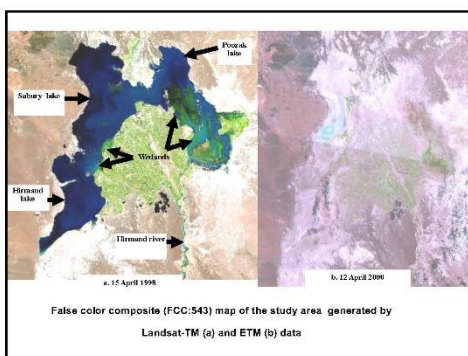 Poozak
lake
Sabury lake
Wetlands
Hirmand
lake
Hirmand river
a. 15 April 1998
b. 12 April 2000
False color composite (FCC:543) map of the study area generated by
Landsat-TM (a) and ETM (b) data